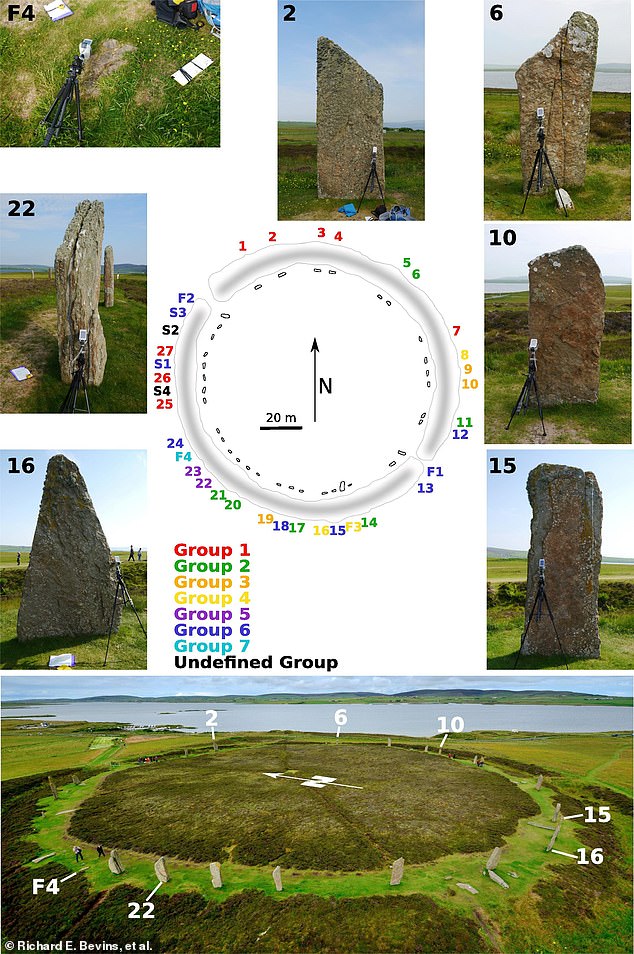 F4
2
6
22
10
1
2
3
4
5
6
7
8
9
10
11
12
F1
13
14
F3
15
16
17
18
19
20
21
22
23
F4
24
25
S4
26
S1
27
S2
S3
F2
N
20 m
16
15
Group 1
Group 2
Group 3
Group 4
Group 5
Group 6
Group 7
Undefined Group
2
6
10
15
16
F4
22
© Richard E. Bevins, et al.